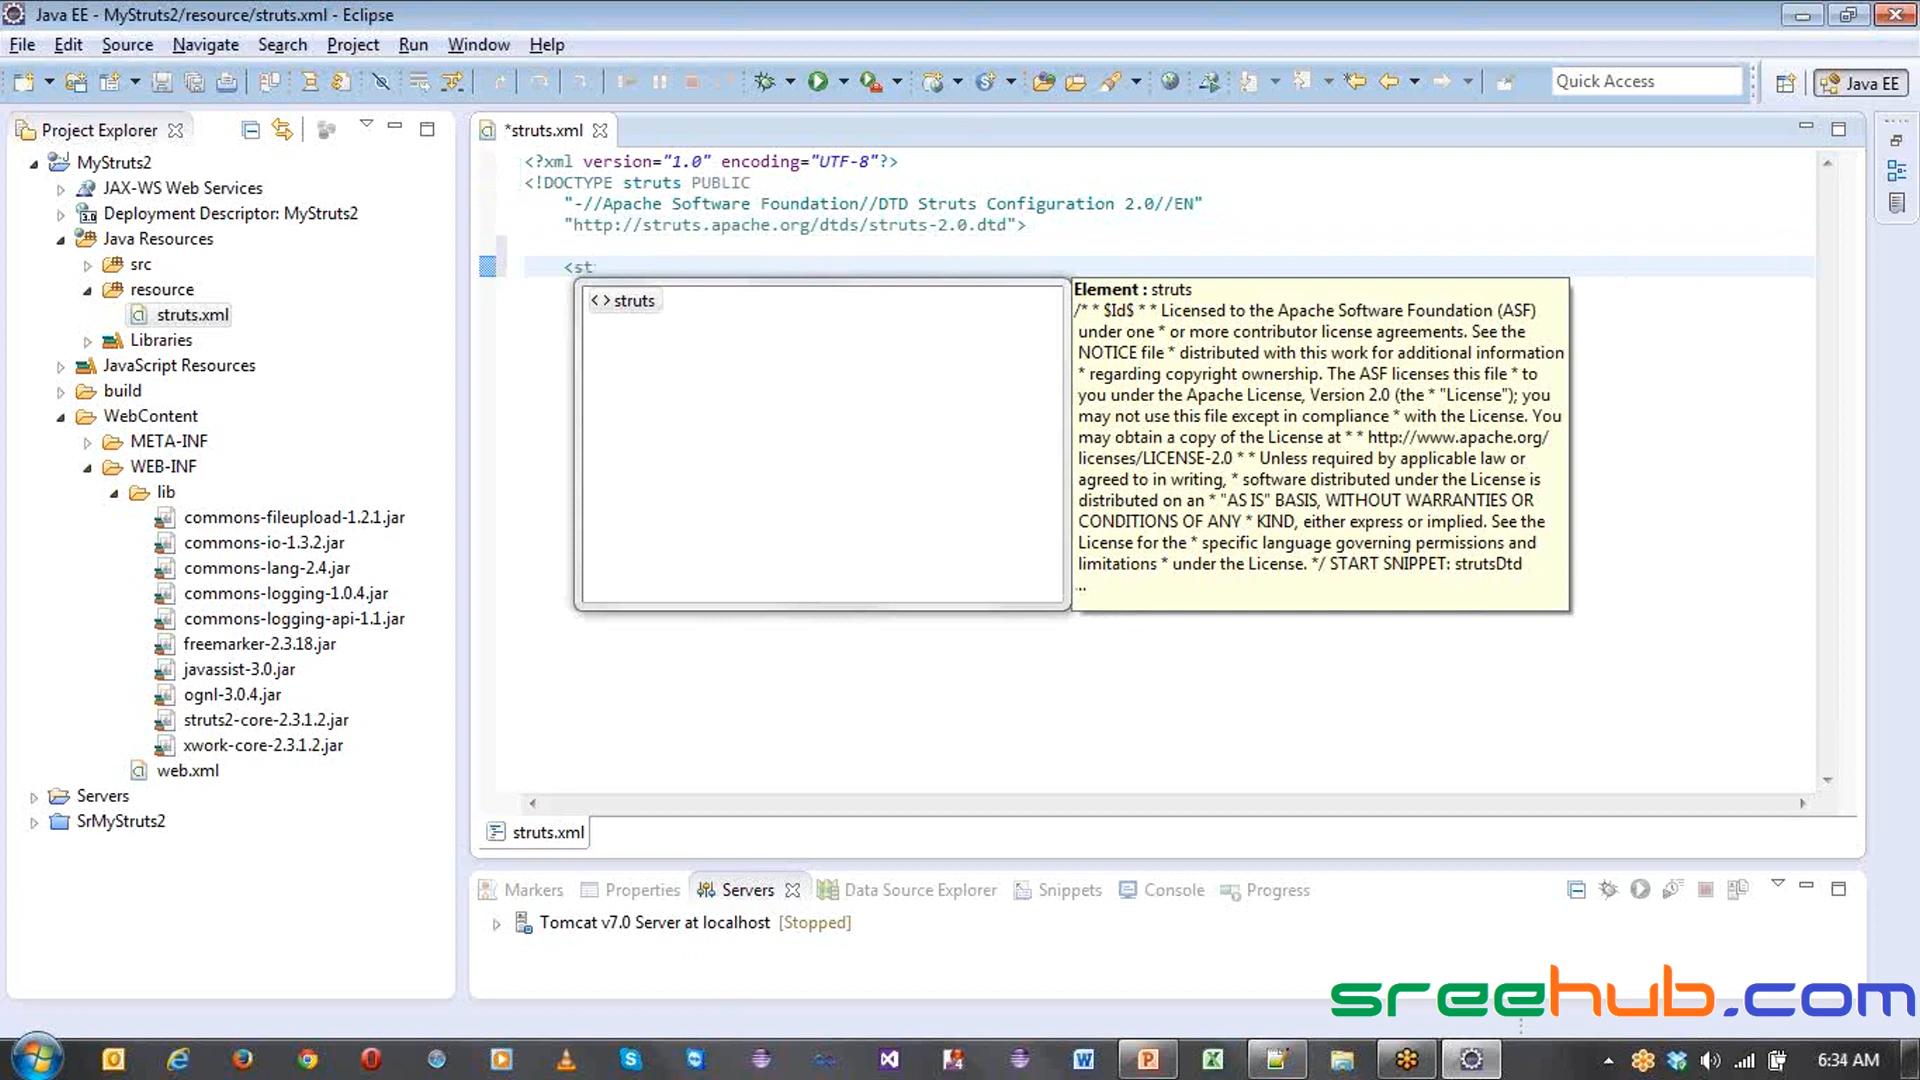 Java EE - MyStruts2/resource/struts.xml - Eclipse
File Edit Source Navigate Search Project Run Window Help
Quick Access
Java EE
Project Explorer
MyStruts2
JAX-WS Web Services
3.0 Deployment Descriptor: MyStruts2
Java Resources
src
resource
struts.xml
Libraries
JavaScript Resources
build
WebContent
META-INF
WEB-INF
lib
commons-fileupload-1.2.1.jar
commons-io-1.3.2.jar
commons-lang-2.4.jar
commons-logging-1.0.4.jar
commons-logging-api-1.1.jar
freemarker-2.3.18.jar
javassist-3.0.jar
ognl-3.0.4.jar
struts2-core-2.3.1.2.jar
xwork-core-2.3.1.2.jar
web.xml
Servers
SrMyStruts2
*struts.xml
<?xml version="1.0" encoding="UTF-8"?>
<!DOCTYPE struts PUBLIC
"-//Apache Software Foundation//DTD Struts Configuration 2.0//EN"
"http://struts.apache.org/dtds/struts-2.0.dtd">
<st
<> struts
Element : struts
/* * $Id$ * * Licensed to the Apache Software Foundation (ASF)
under one * or more contributor license agreements. See the
NOTICE file * distributed with this work for additional information
* regarding copyright ownership. The ASF licenses this file * to
you under the Apache License, Version 2.0 (the * "License"); you
may not use this file except in compliance * with the License. You
may obtain a copy of the License at * * http://www.apache.org/
licenses/LICENSE-2.0 * * Unless required by applicable law or
agreed to in writing, * software distributed under the License is
distributed on an * "AS IS" BASIS, WITHOUT WARRANTIES OR
CONDITIONS OF ANY * KIND, either express or implied. See the
License for the * specific language governing permissions and
limitations * under the License. */ START SNIPPET: strutsDtd
...
struts.xml
Markers Properties Servers Data Source Explorer Snippets Console Progress
Tomcat v7.0 Server at localhost [Stopped]
sreehub.com
6:34 AM